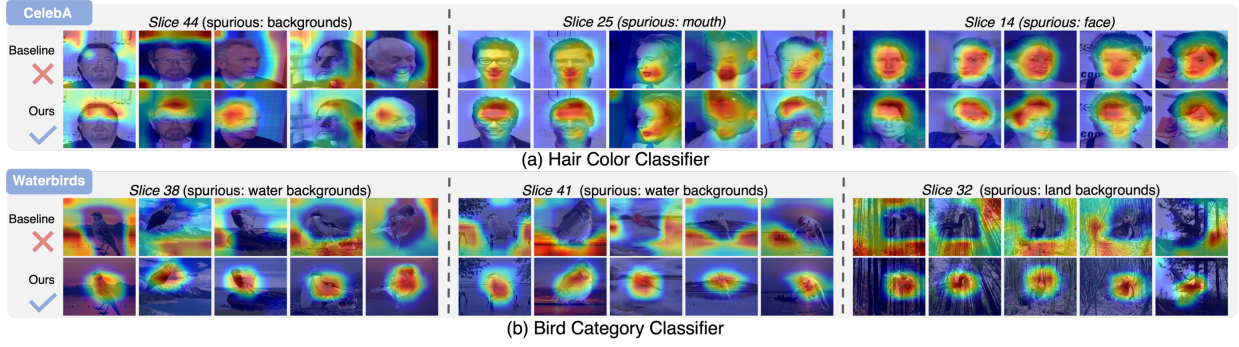 CelebA
Slice 44 (spurious: backgrounds)
Slice 25 (spurious: mouth)
Slice 14 (spurious: face)
Baseline
Ours
(a) Hair Color Classifier
Waterbirds
Slice 38 (spurious: water backgrounds)
Slice 41 (spurious: water backgrounds)
Slice 32 (spurious: land backgrounds)
Baseline
Ours
(b) Bird Category Classifier